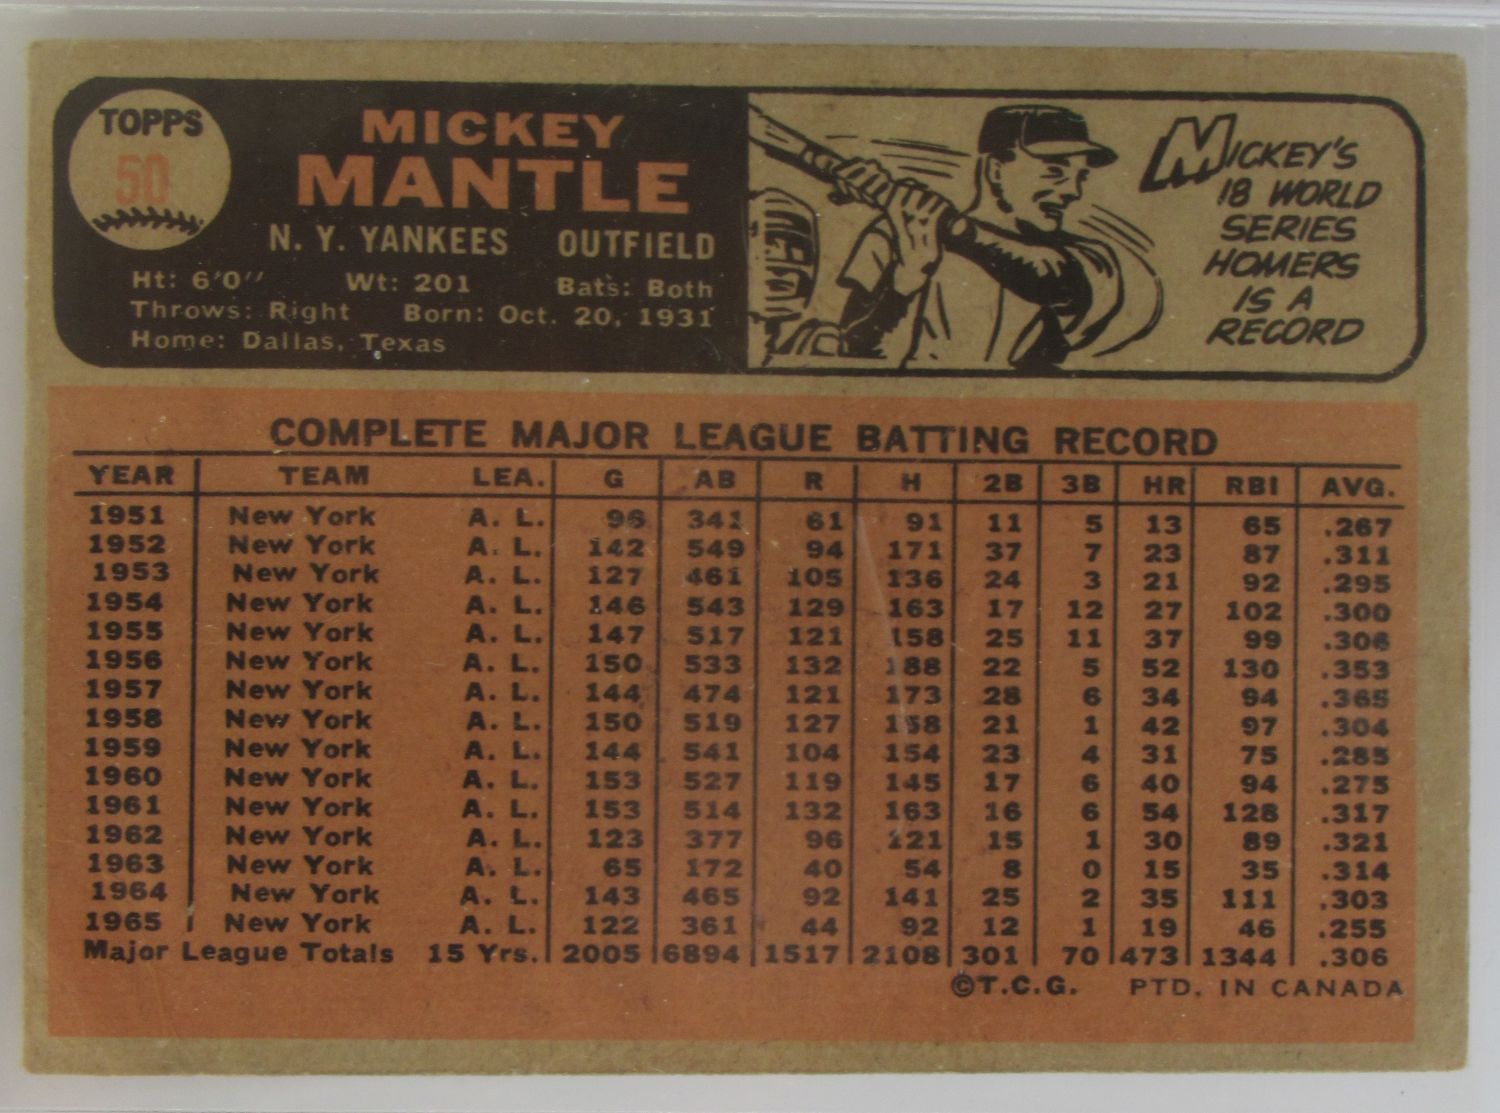 TOPPS
50
MICKEY
MANTLE
N. Y. YANKEES OUTFIELD
Ht: 6'0" Wt: 201 Bats: Both
Throws: Right Born: Oct. 20, 1931
Home: Dallas, Texas
MICKEY'S
18 WORLD
SERIES
HOMERS
IS A
RECORD
COMPLETE MAJOR LEAGUE BATTING RECORD
YEAR TEAM LEA. G AB R H 2B 3B HR RBI AVG.
1951 New York A. L. 96 341 61 91 11 5 13 65 .267
1952 New York A. L. 142 549 94 171 37 7 23 87 .311
1953 New York A. L. 127 461 105 136 24 3 21 92 .295
1954 New York A. L. 146 543 129 163 17 12 27 102 .300
1955 New York A. L. 147 517 121 158 25 11 37 99 .306
1956 New York A. L. 150 533 132 188 22 5 52 130 .353
1957 New York A. L. 144 474 121 173 28 6 34 94 .365
1958 New York A. L. 150 519 127 158 21 1 42 97 .304
1959 New York A. L. 144 541 104 154 23 4 31 75 .285
1960 New York A. L. 153 527 119 145 17 6 40 94 .275
1961 New York A. L. 153 514 132 163 16 6 54 128 .317
1962 New York A. L. 123 377 96 121 15 1 30 89 .321
1963 New York A. L. 65 172 40 54 8 0 15 35 .314
1964 New York A. L. 143 465 92 141 25 2 35 111 .303
1965 New York A. L. 122 361 44 92 12 1 19 46 .255
Major League Totals 15 Yrs. 2005 6894 1517 2108 301 70 473 1344 .306
©T.C.G. PTD. IN CANADA